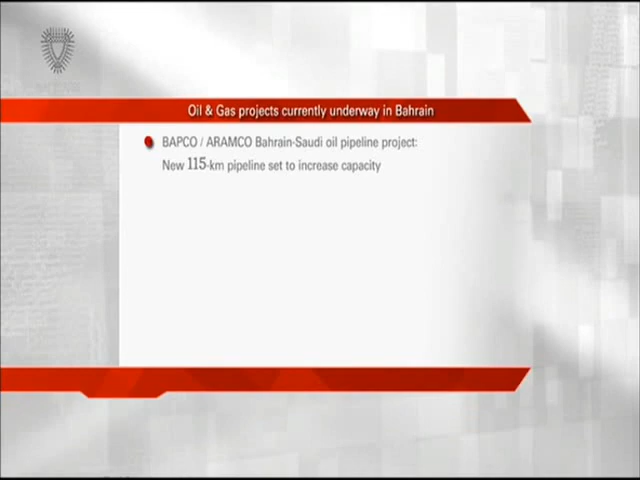 Oil & Gas projects currently underway in Bahrain
BAPCO / ARAMCO Bahrain-Saudi oil pipeline project:
New 115-km pipeline set to increase capacity